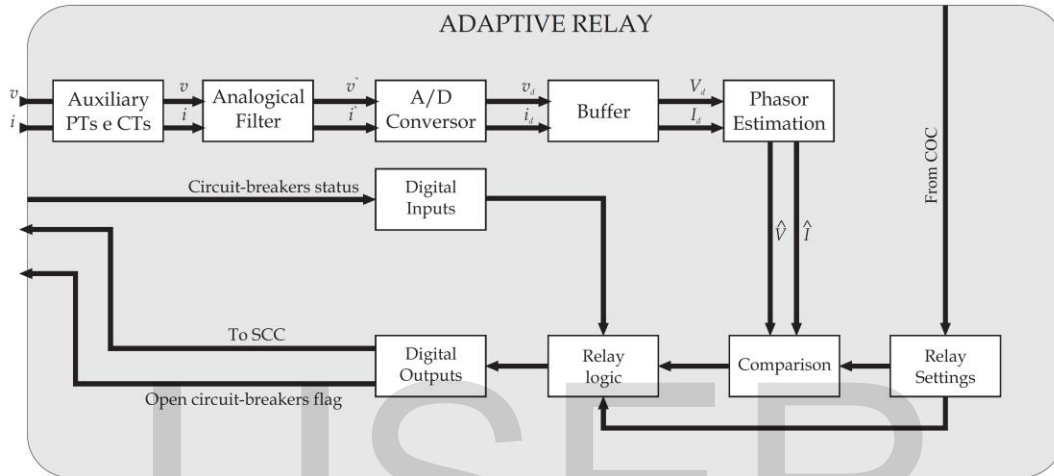 ADAPTIVE RELAY
v
i
Auxiliary
PTs e CTs
v
i
Analogical
Filter
v*
i*
A/D
Conversor
v_d
i_d
Buffer
V_d
I_d
Phasor
Estimation
From COC
Circuit-breakers status
Digital
Inputs
V̂
Î
To SCC
Open circuit-breakers flag
Digital
Outputs
Relay
logic
Comparison
Relay
Settings
IJSER